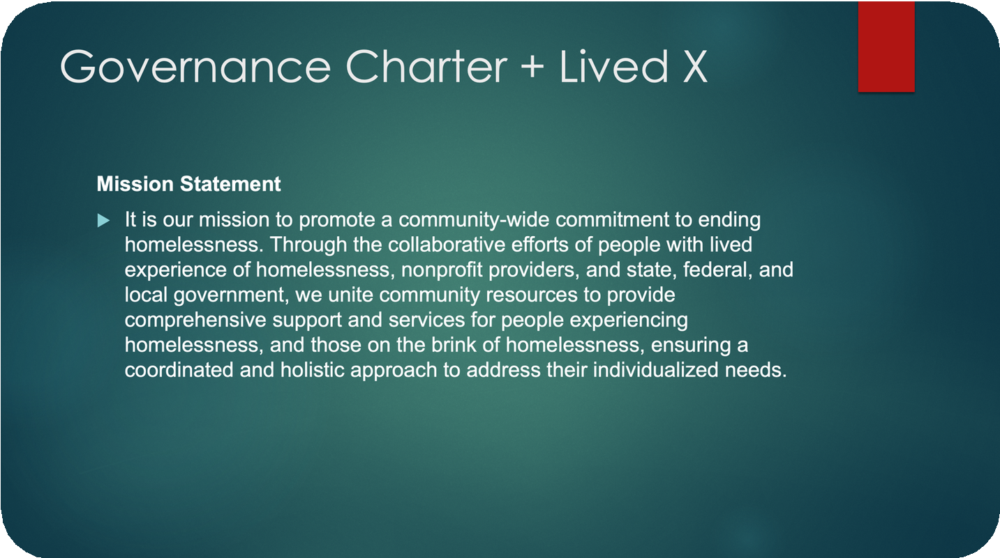 Governance Charter + Lived X
Mission Statement
It is our mission to promote a community-wide commitment to ending
homelessness. Through the collaborative efforts of people with lived
experience of homelessness, nonprofit providers, and state, federal, and
local government, we unite community resources to provide
comprehensive support and services for people experiencing
homelessness, and those on the brink of homelessness, ensuring a
coordinated and holistic approach to address their individualized needs.